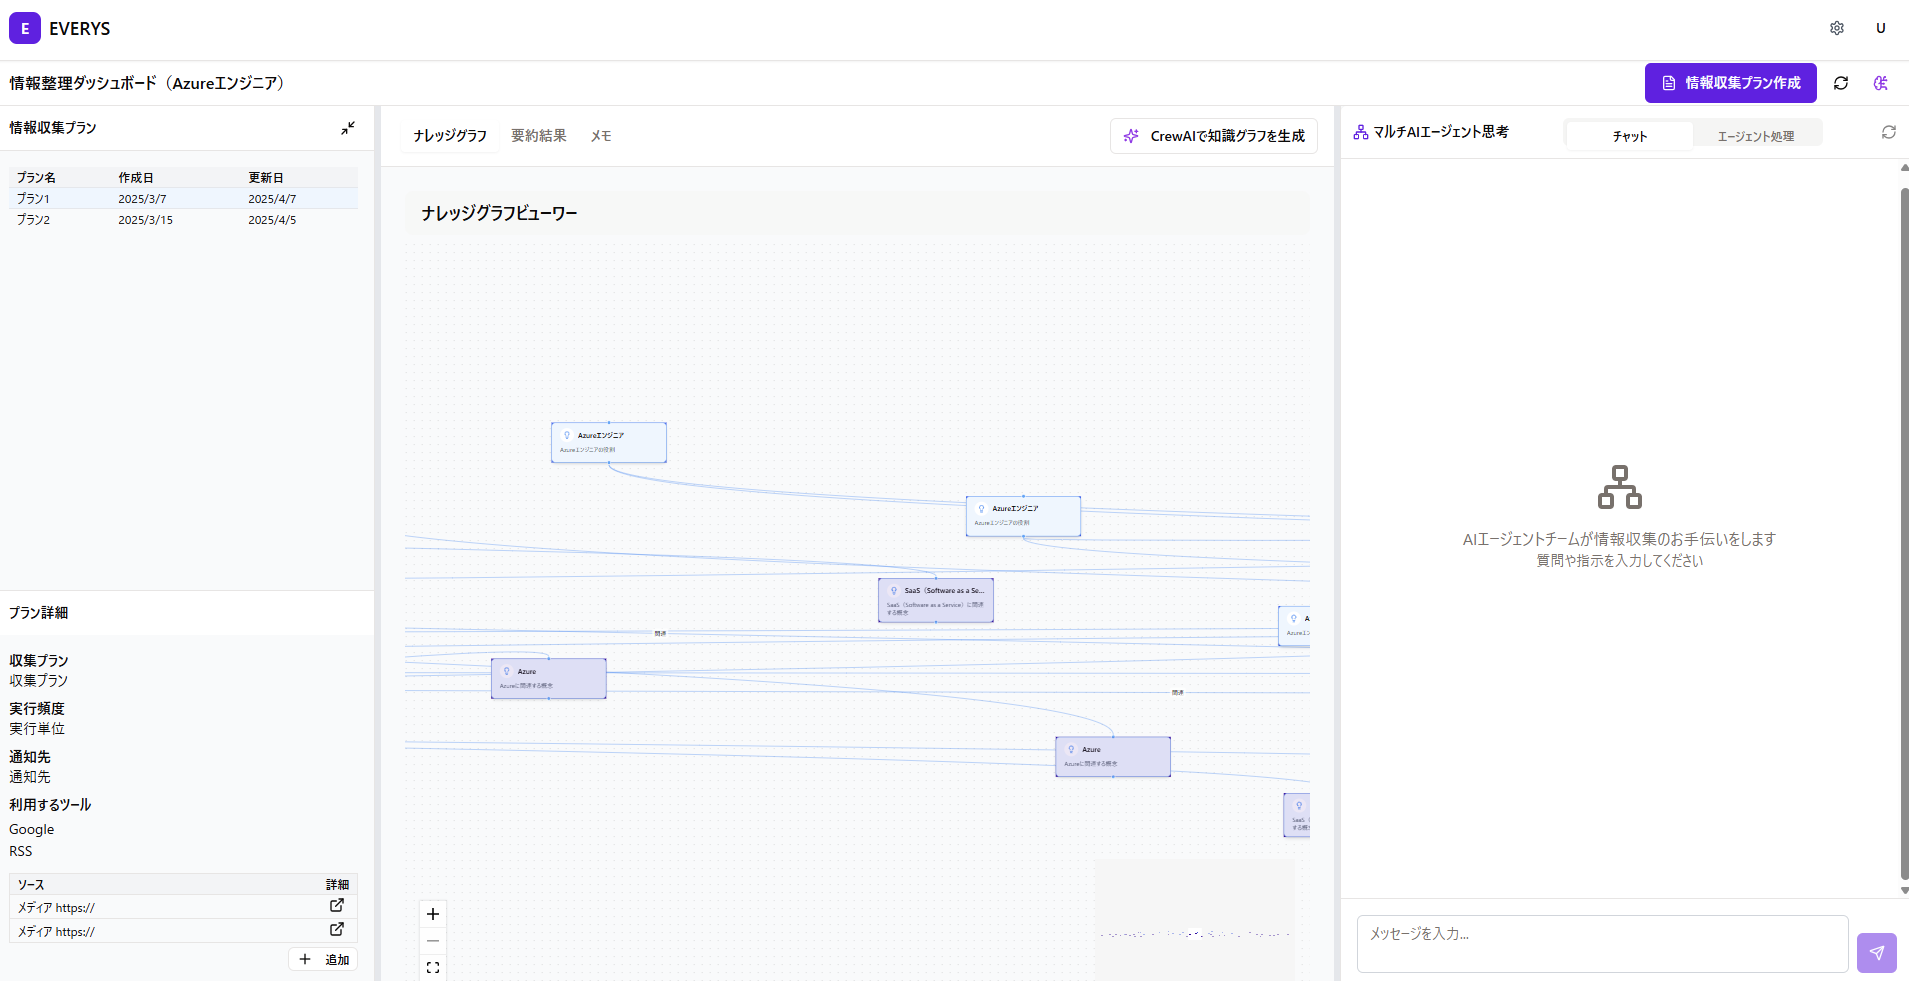 E EVERYS
U
情報整理ダッシュボード（Azureエンジニア）
情報収集プラン作成
情報収集プラン
プラン名 作成日 更新日
プラン1 2025/3/7 2025/4/7
プラン2 2025/3/15 2025/4/5
プラン詳細
収集プラン
収集プラン
実行頻度
実行単位
通知先
通知先
利用するツール
Google
RSS
ソース 詳細
メディア https://
メディア https://
追加
ナレッジグラフ 要約結果 メモ
CrewAIで知識グラフを生成
ナレッジグラフビューワー
Azureエンジニア
Azureエンジニアの役割
Azureエンジニア
Azureエンジニアの役割
SaaS（Software as a Se...
SaaS（Software as a Service）に関連
する概念
関連
A
Azureエン
Azure
Azureに関連する概念
関連
Azure
Azureに関連する概念
SaaS（
する概
マルチAIエージェント思考
チャット エージェント処理
AIエージェントチームが情報収集のお手伝いをします
質問や指示を入力してください
メッセージを入力...